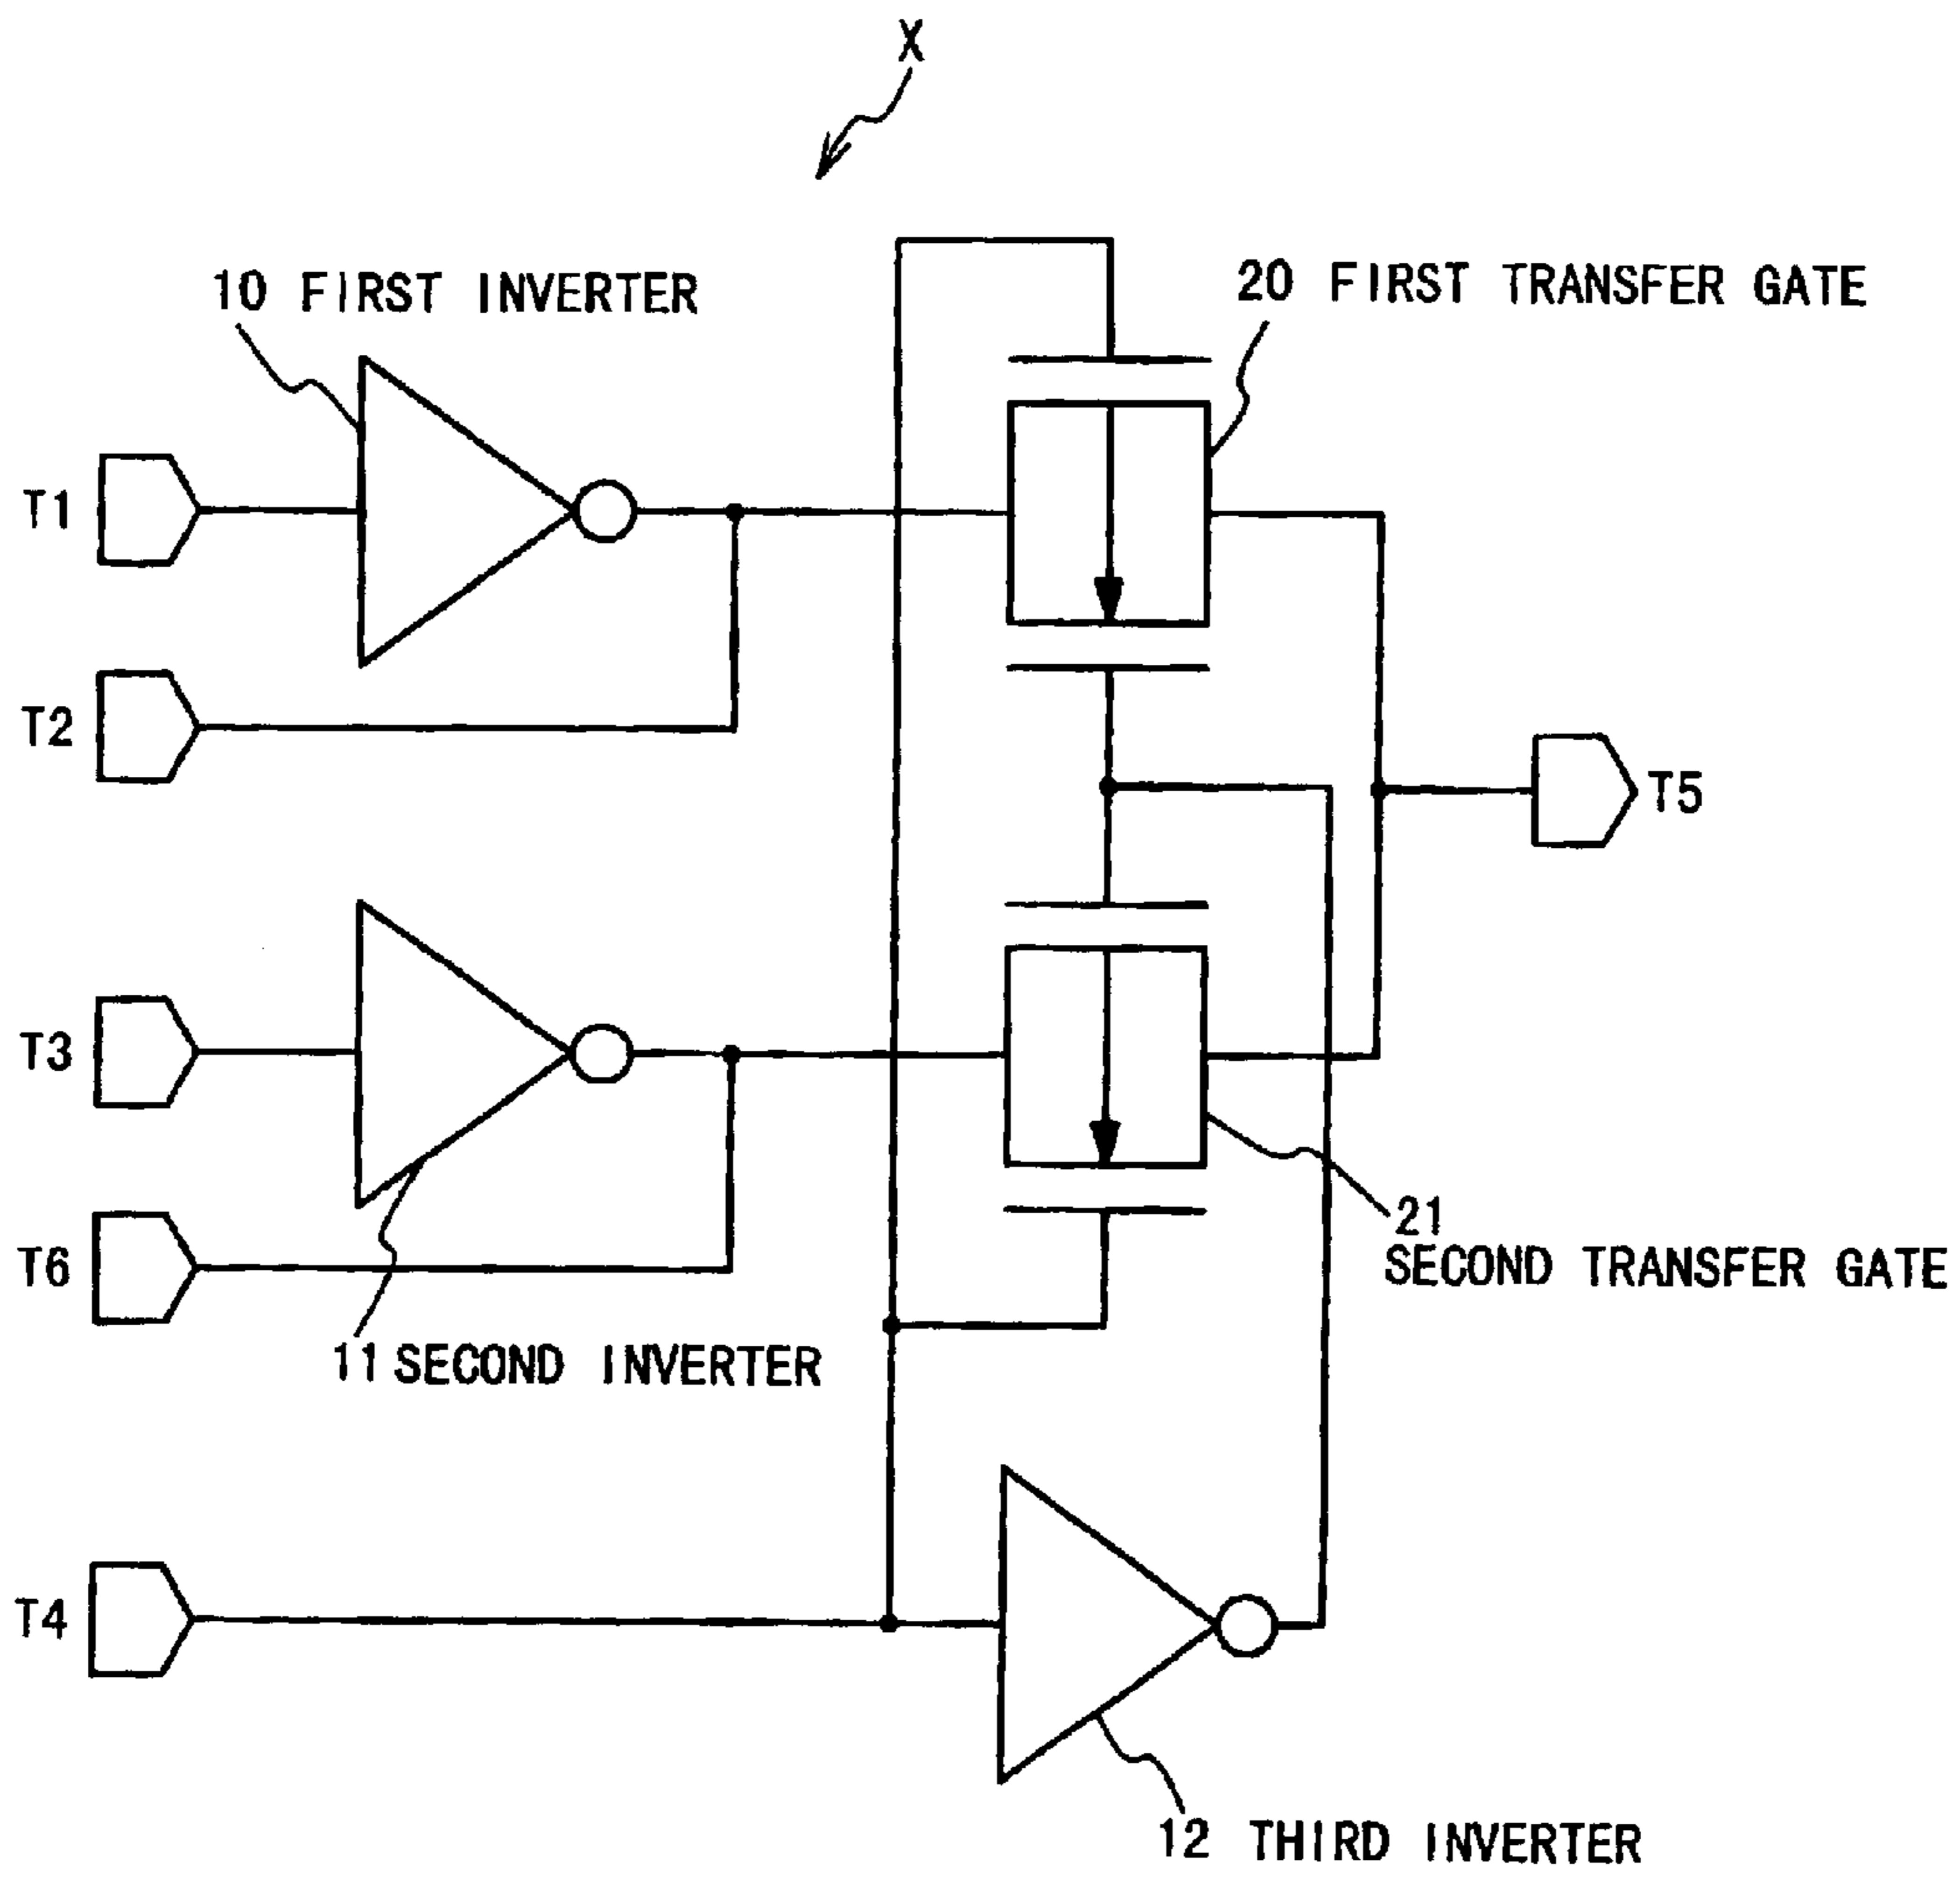 X
10 FIRST INVERTER
20 FIRST TRANSFER GATE
T1
T2
T5
T3
21
SECOND TRANSFER GATE
T6
11 SECOND INVERTER
T4
12 THIRD INVERTER